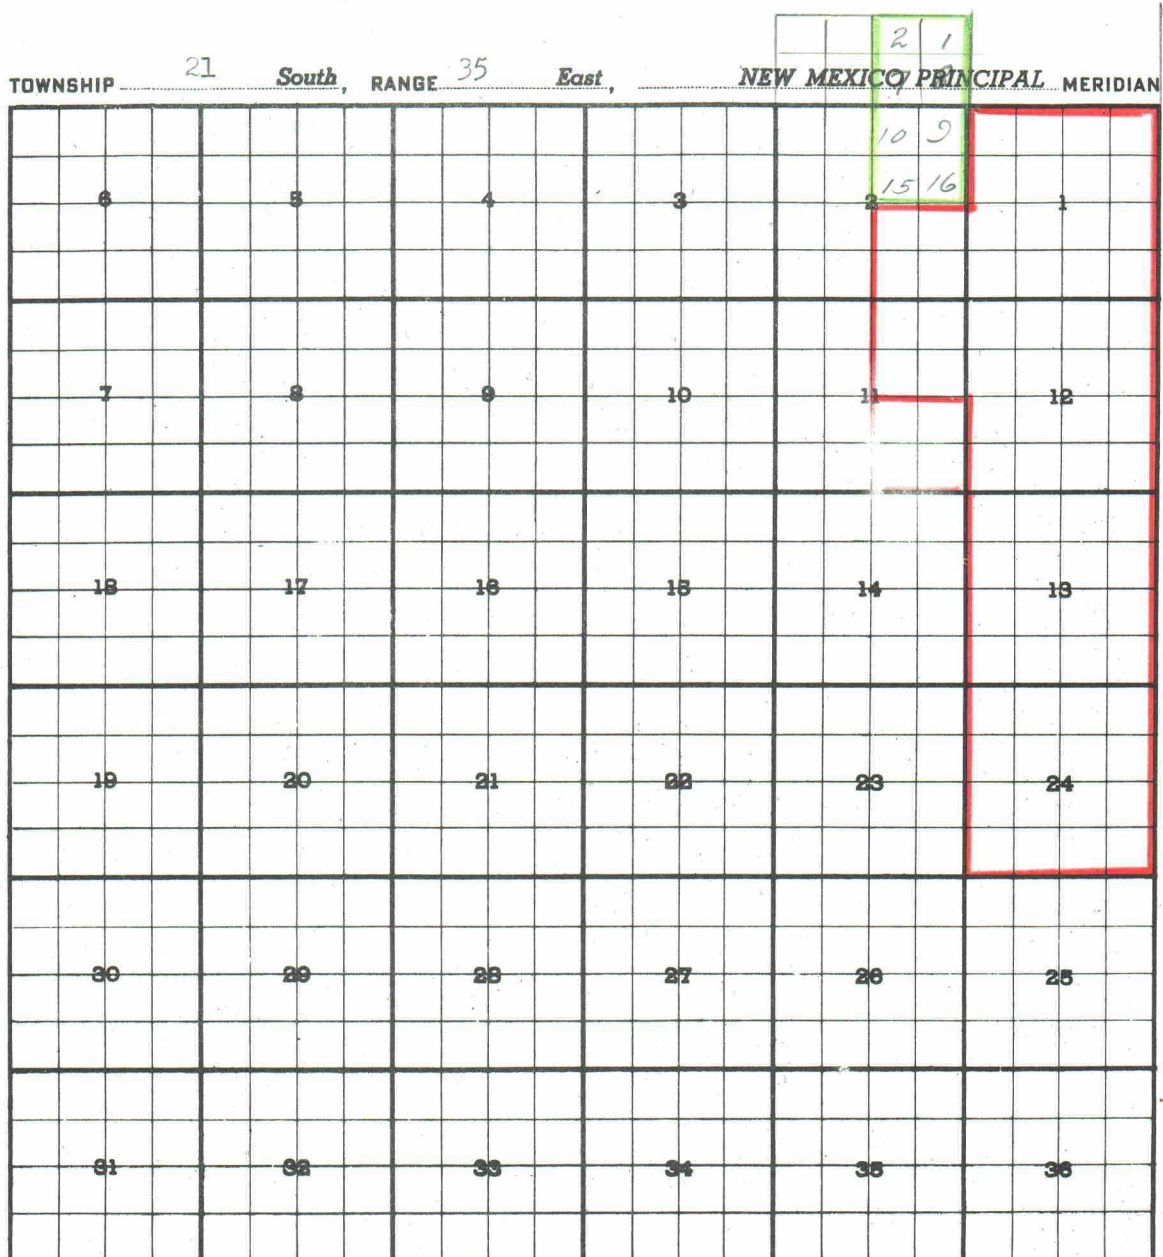 2 1
TOWNSHIP 21 South, RANGE 35 East, NEW MEXICO PRINCIPAL MERIDIAN
10 9
15 16
6 5 4 3 2 1
7 8 9 10 11 12
18 17 16 15 14 13
19 20 21 22 23 24
30 29 28 27 26 25
31 32 33 34 35 36